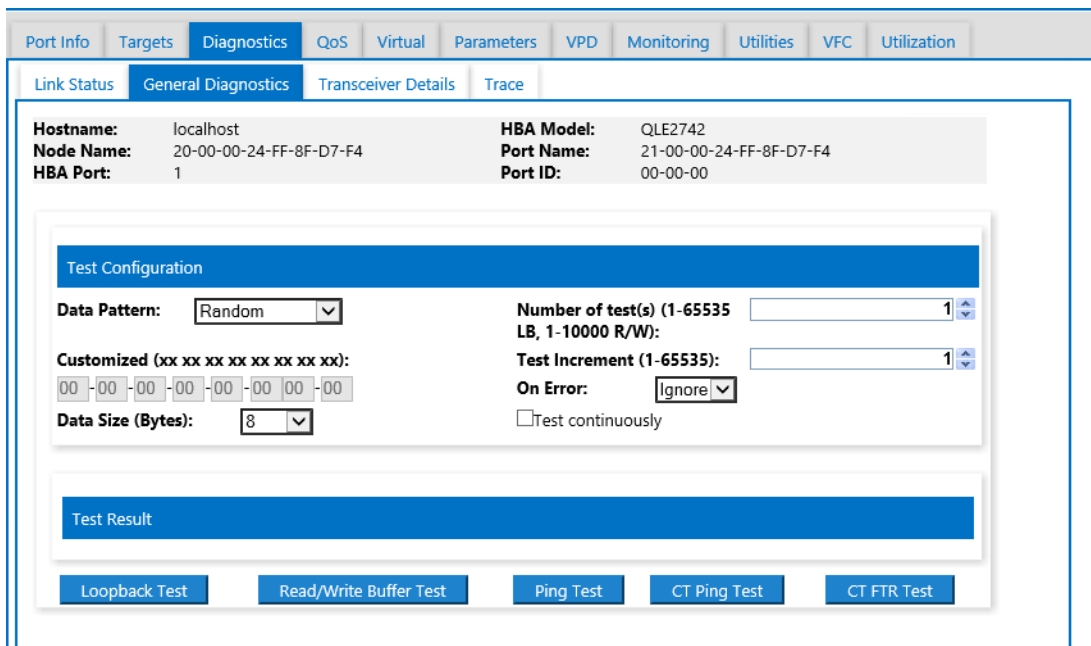 Port Info Targets Diagnostics QoS Virtual Parameters VPD Monitoring Utilities VFC Utilization
Link Status General Diagnostics Transceiver Details Trace
Hostname: localhost HBA Model: QLE2742
Node Name: 20-00-00-24-FF-8F-D7-F4 Port Name: 21-00-00-24-FF-8F-D7-F4
HBA Port: 1 Port ID: 00-00-00
Test Configuration
Data Pattern: Random Number of test(s) (1-65535 1
LB, 1-10000 R/W):
Customized (xx xx xx xx xx xx xx xx): Test Increment (1-65535): 1
00 -00 -00 -00 -00 -00 00 -00 On Error: Ignore
Data Size (Bytes): 8 Test continuously
Test Result
Loopback Test Read/Write Buffer Test Ping Test CT Ping Test CT FTR Test